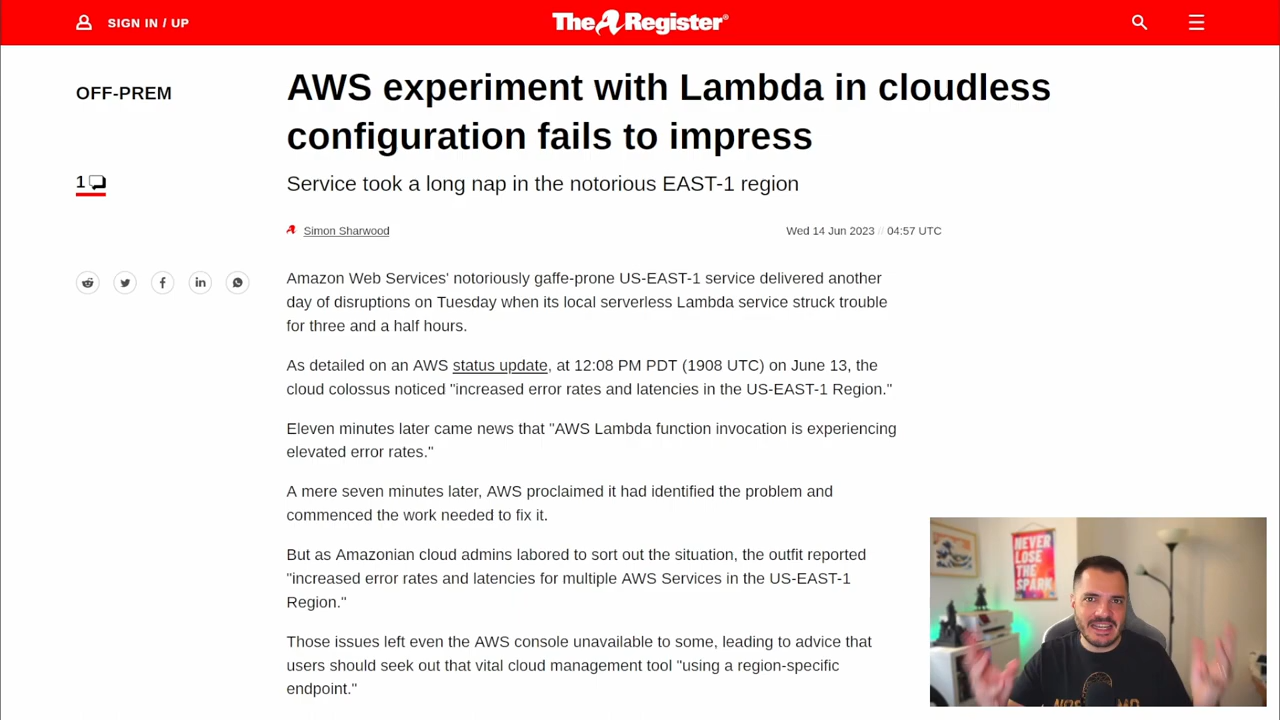 SIGN IN / UP
The Register®
OFF-PREM
AWS experiment with Lambda in cloudless
configuration fails to impress
1
Service took a long nap in the notorious EAST-1 region
Simon Sharwood
Wed 14 Jun 2023 // 04:57 UTC
Amazon Web Services' notoriously gaffe-prone US-EAST-1 service delivered another
day of disruptions on Tuesday when its local serverless Lambda service struck trouble
for three and a half hours.
As detailed on an AWS status update, at 12:08 PM PDT (1908 UTC) on June 13, the
cloud colossus noticed "increased error rates and latencies in the US-EAST-1 Region."
Eleven minutes later came news that "AWS Lambda function invocation is experiencing
elevated error rates."
A mere seven minutes later, AWS proclaimed it had identified the problem and
commenced the work needed to fix it.
But as Amazonian cloud admins labored to sort out the situation, the outfit reported
"increased error rates and latencies for multiple AWS Services in the US-EAST-1
Region."
Those issues left even the AWS console unavailable to some, leading to advice that
users should seek out that vital cloud management tool "using a region-specific
endpoint."
NEVER
LOSE
THE
SPARK